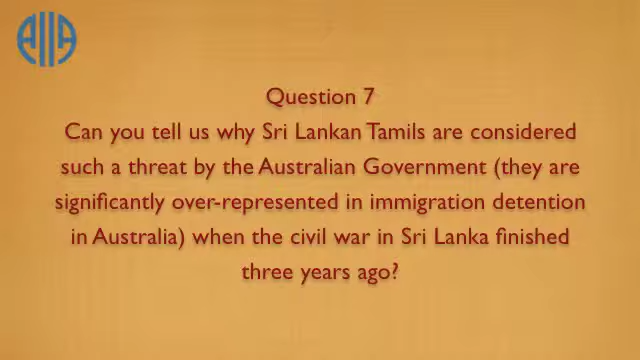 AIIA
Question 7
Can you tell us why Sri Lankan Tamils are considered
such a threat by the Australian Government (they are
significantly over-represented in immigration detention
in Australia) when the civil war in Sri Lanka finished
three years ago?